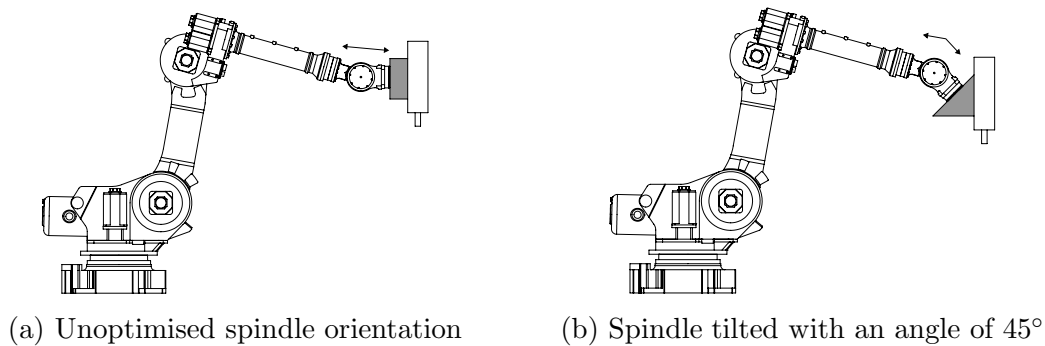 (a) Unoptimised spindle orientation
(b) Spindle tilted with an angle of 45°